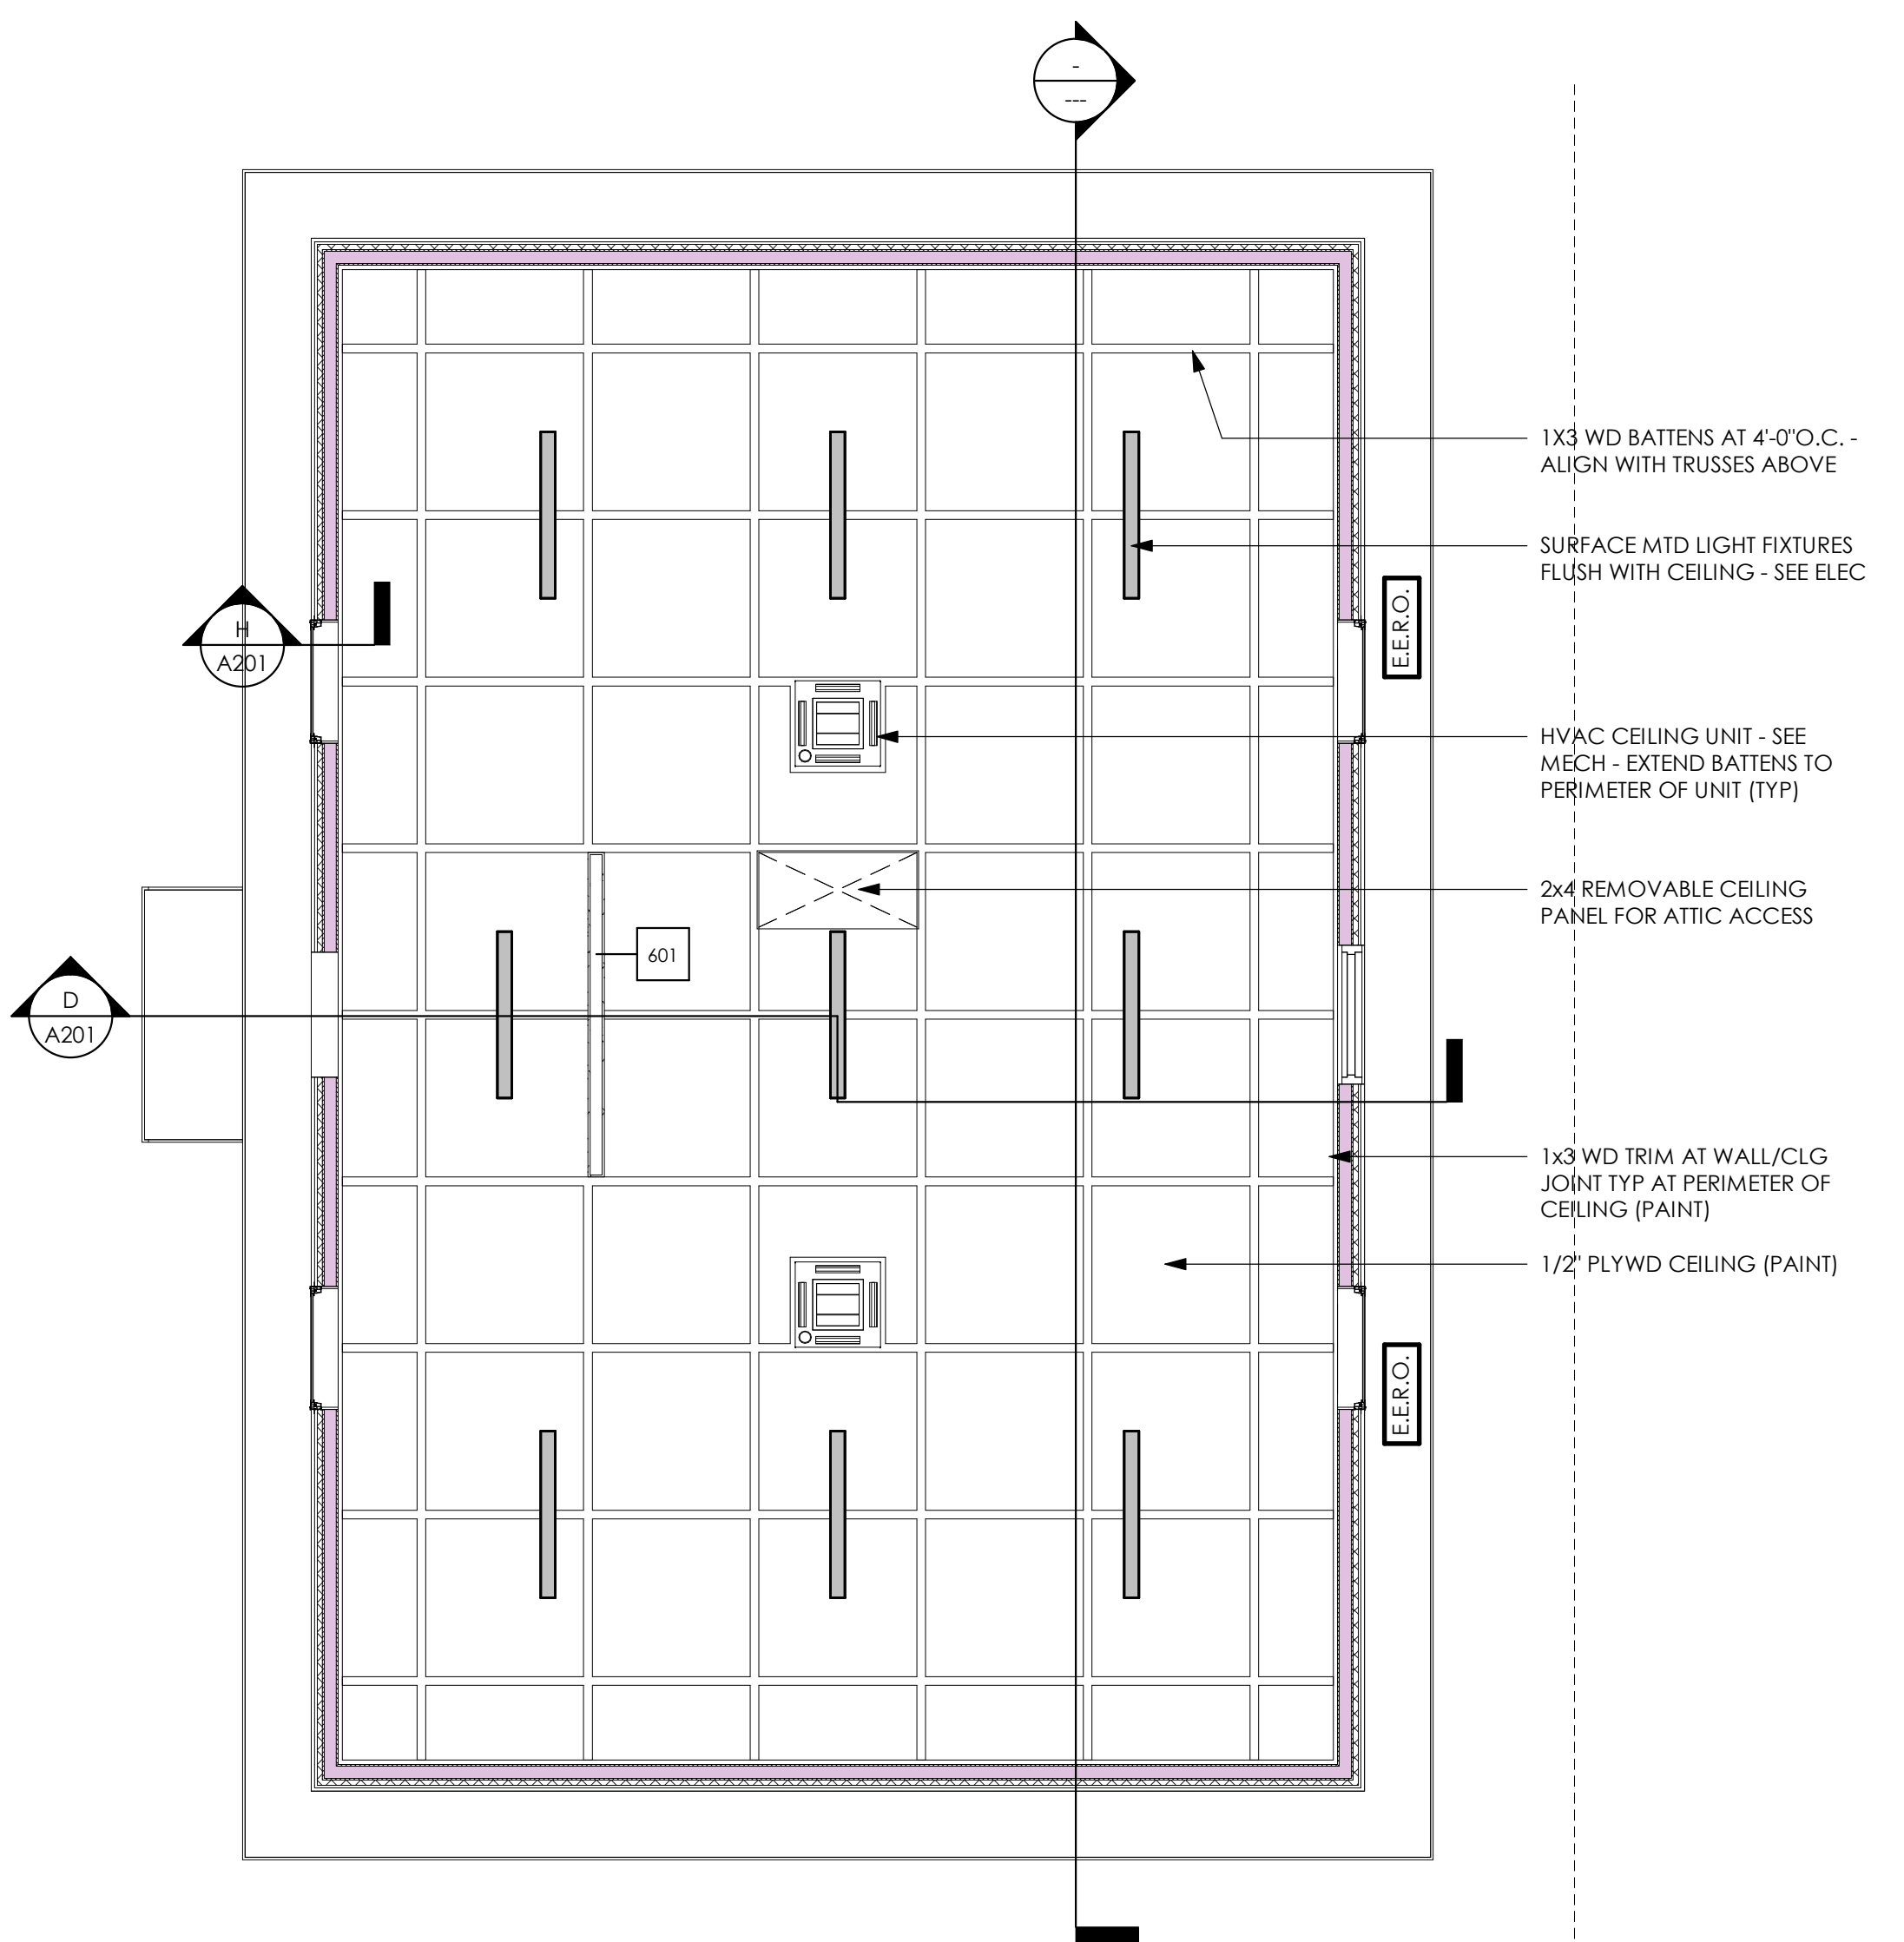 -
---
1X3 WD BATTENS AT 4'-0"O.C. -
ALIGN WITH TRUSSES ABOVE
SURFACE MTD LIGHT FIXTURES
FLUSH WITH CEILING - SEE ELEC
E.E.R.O.
H
A201
HVAC CEILING UNIT - SEE
MECH - EXTEND BATTENS TO
PERIMETER OF UNIT (TYP)
2x4 REMOVABLE CEILING
PANEL FOR ATTIC ACCESS
601
D
A201
1x3 WD TRIM AT WALL/CLG
JOINT TYP AT PERIMETER OF
CEILING (PAINT)
1/2" PLYWD CEILING (PAINT)
E.E.R.O.